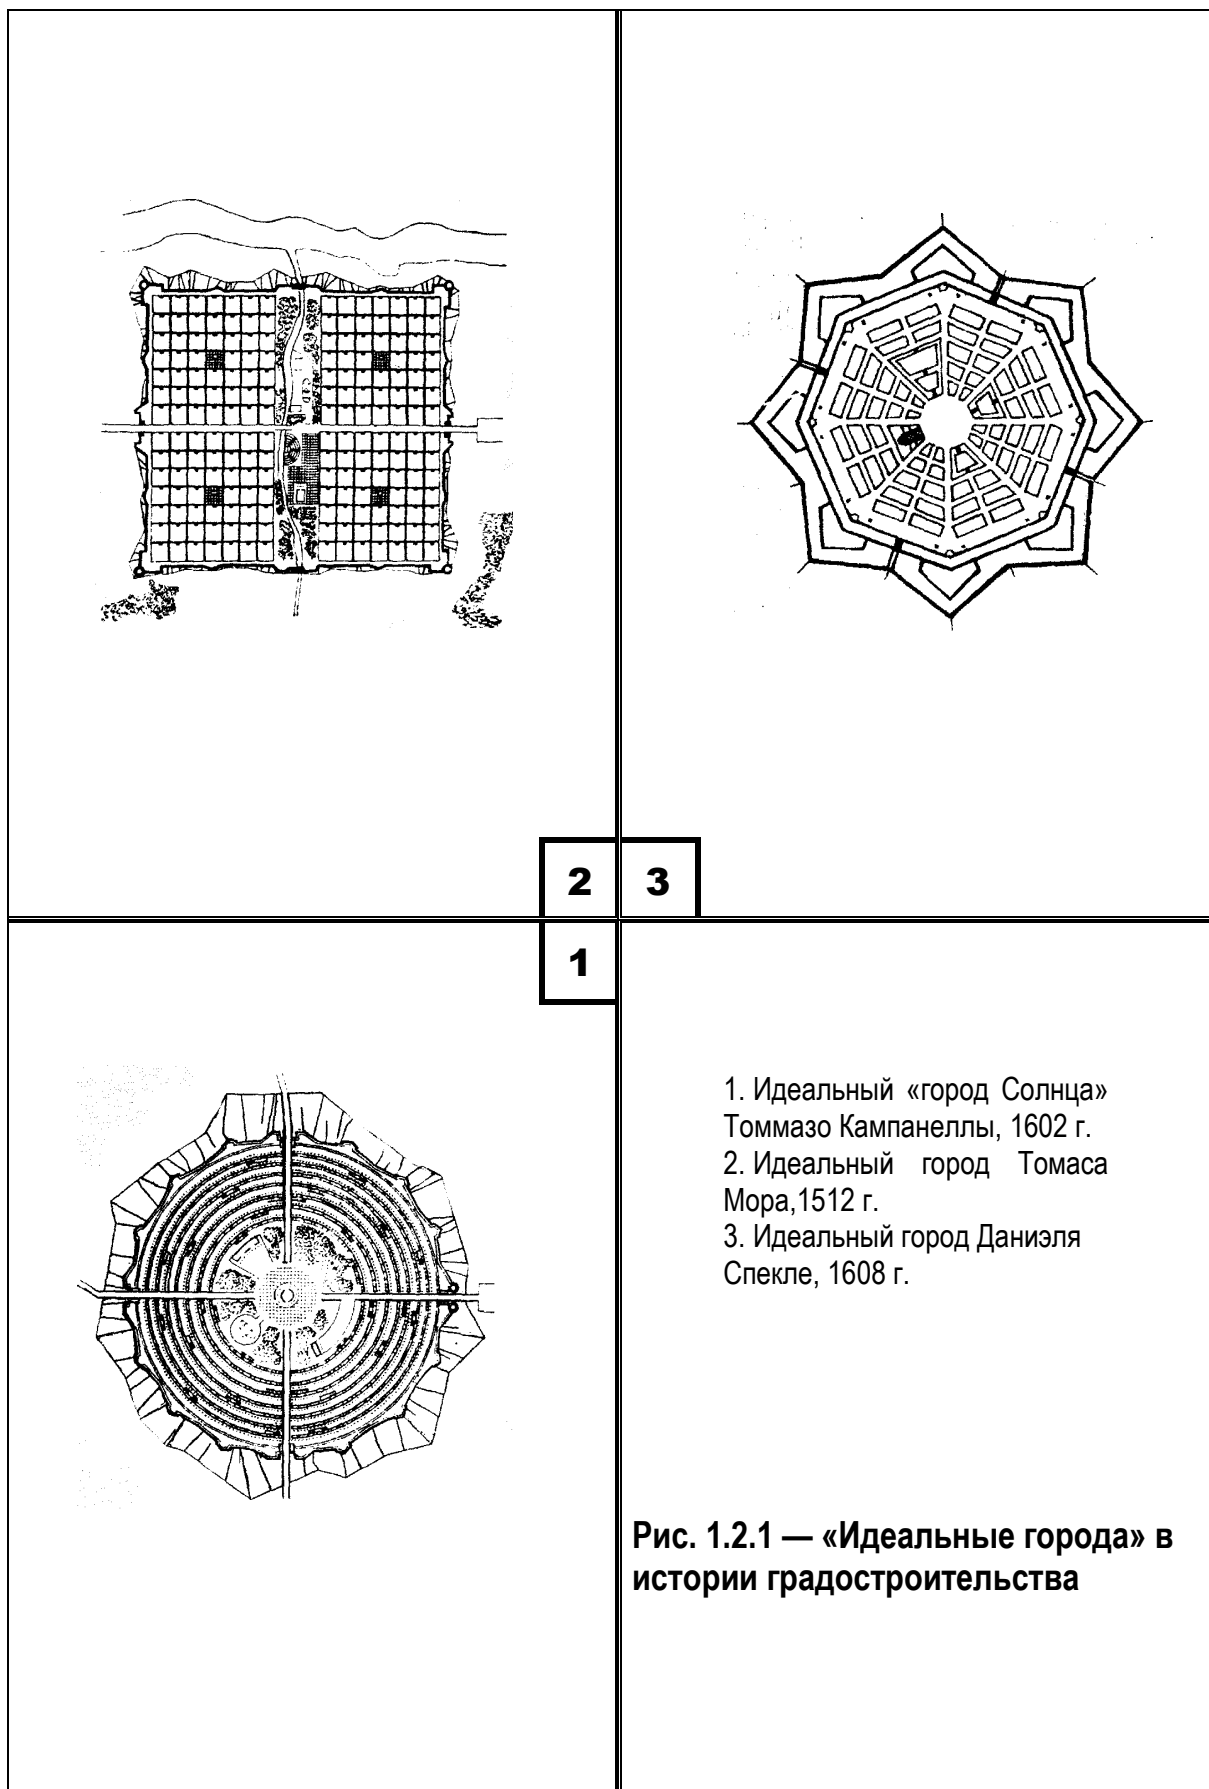 2
3
1
1. Идеальный «город Солнца»
Томмазо Кампанеллы, 1602 г.
2. Идеальный город Томаса
Мора,1512 г.
3. Идеальный город Даниэля
Спекле, 1608 г.
Рис. 1.2.1 — «Идеальные города» в
истории градостроительства